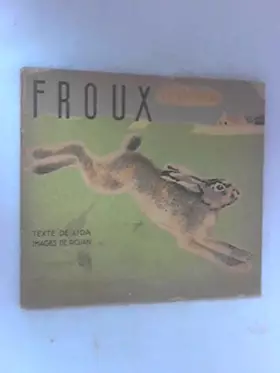 FROUX
TEXTE DE LIDA
IMAGES DE ROJAN